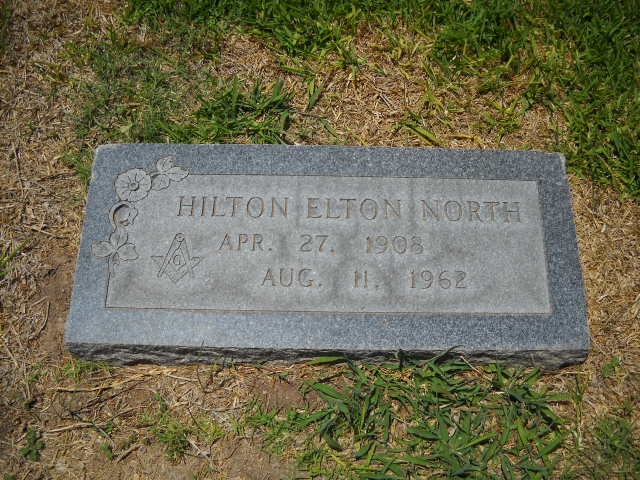 HILTON ELTON NORTH
APR. 27. 1908
AUG. 11. 1962
G